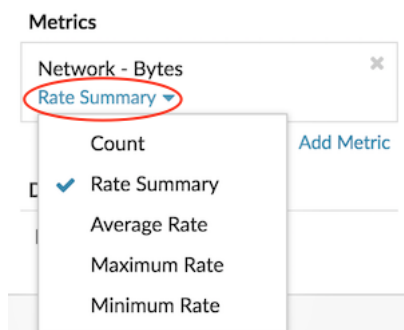 Metrics
Network - Bytes
Rate Summary
Count
Add Metric
Rate Summary
Average Rate
Maximum Rate
Minimum Rate